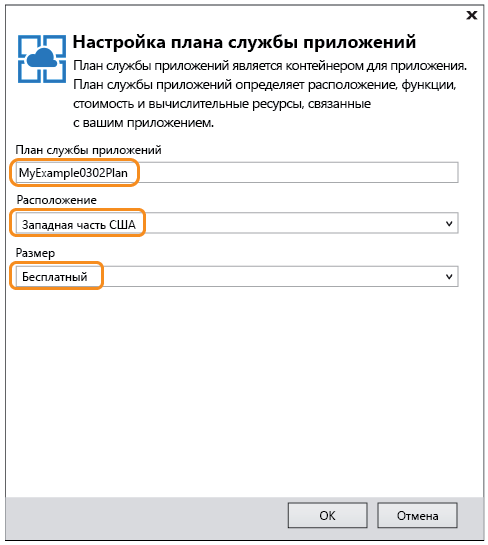 Настройка плана службы приложений
План службы приложений является контейнером для приложения.
План службы приложений определяет расположение, функции,
стоимость и вычислительные ресурсы, связанные
с вашим приложением.
План службы приложений
MyExample0302Plan
Расположение
Западная часть США
Размер
Бесплатный
OK
Отмена